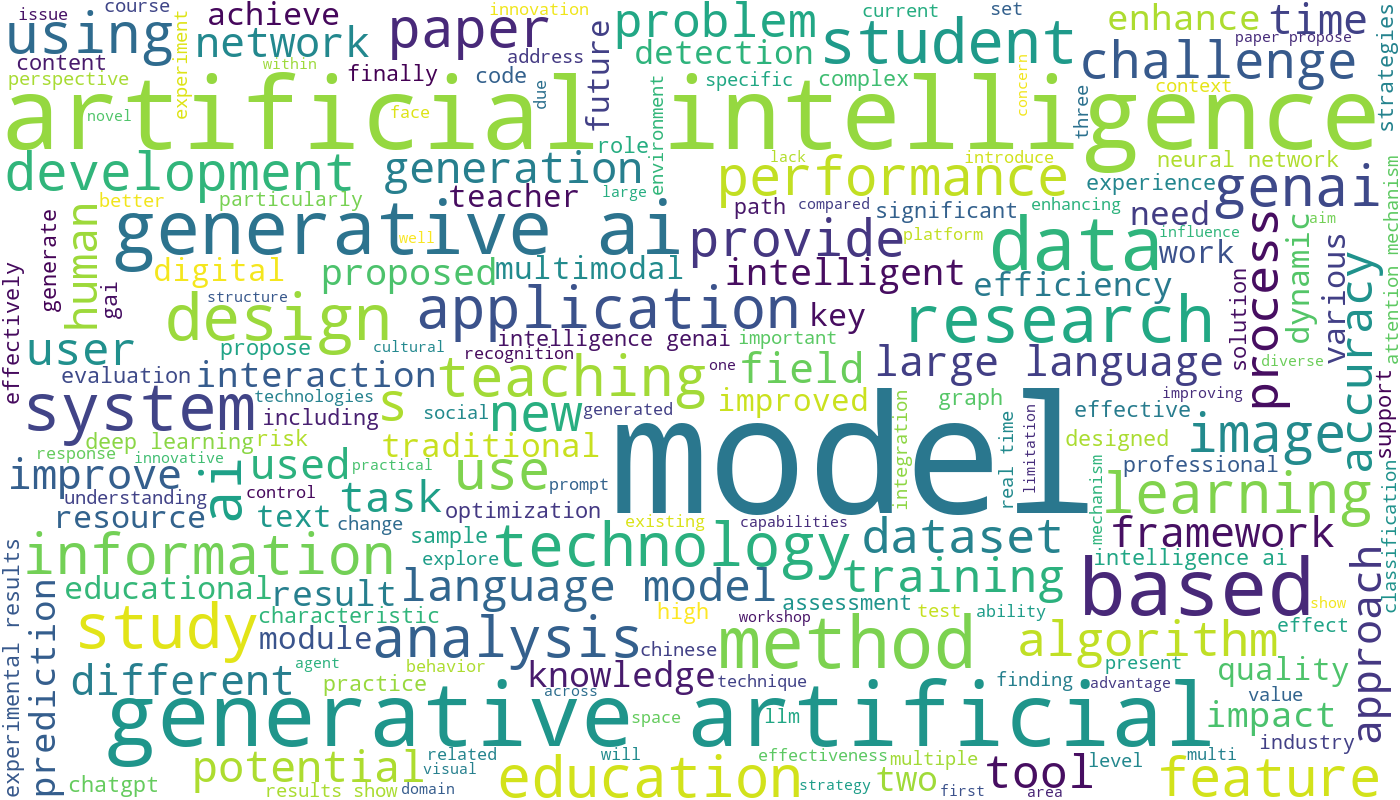 issue
course
achieve
paper
innovation
problem
current
set
enhance
time
strategies
using
network
address
detection
student
paper propose
challenge
content
perspective
experiment
within
finally
code
due
future
specific
complex
concern
context
three
artificial intelligence
novel
face
environment
role
development
generation
lack
introduce
performance
neural network
attention mechanism
better
particularly
teacher
large
path
compared
significant
experience
enhancing
genai
need
aim
generate
human
generative ai
well
provide
platform
data
influence
work
process
dynamic
various
gai
digital
proposed
multimodal
intelligent
efficiency
solution
accuracy
effectively
structure
design
application
key
research
user
propose
cultural
intelligence genai
important
recognition
one
field
large language
diverse
support
evaluation
interaction
teaching
improved
graph
improving
technologies
system
including
s
social
new
generated
model
integration
real time
limitation
effective
image
deep learning
risk
traditional
designed
response
innovative
improve
ai
used
practical
use
prompt
professional
learning
classification
understanding
control
task
resource
text
change
optimization
existing
capabilities
mechanism
framework
sample
explore
technology
dataset
information
intelligence ai
experimental results
prediction
educational
result
language model
training
based
approach
study
characteristic
high
workshop
assessment
test
ability
show
module
analysis
chinese
method
algorithm
effect
different
agent
behavior
practice
knowledge
technique
across
finding
present
advantage
quality
value
generative artificial
space
llm
impact
industry
potential
related
visual
will
effectiveness
multiple
level
multi
chatgpt
results show
domain
education
strategy
two
first
tool
area
feature